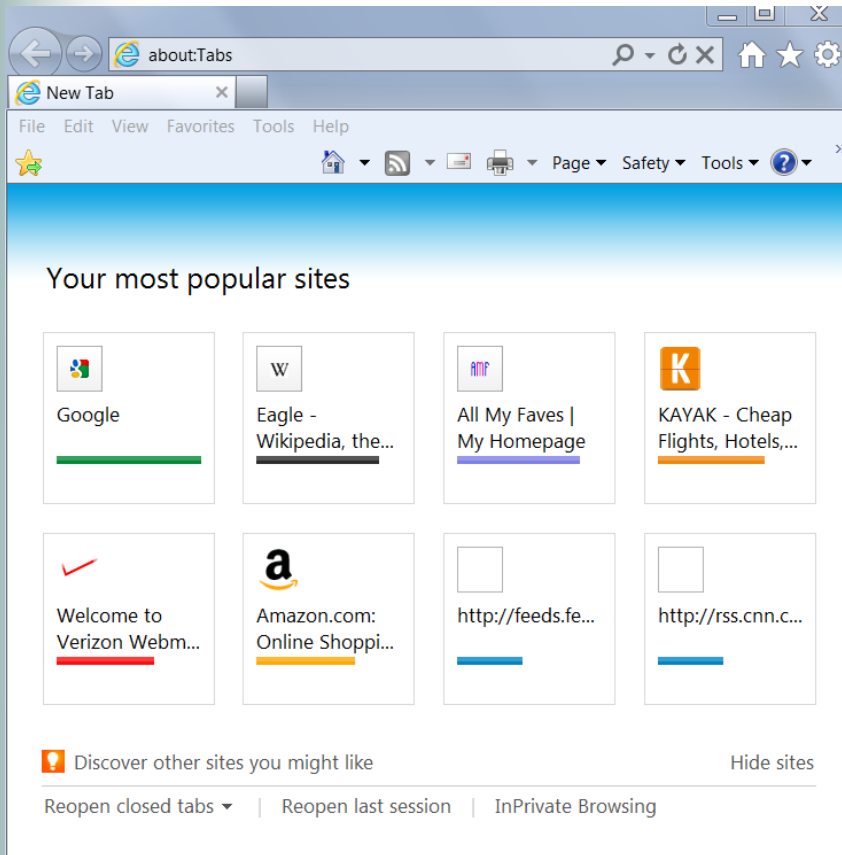 about:Tabs
New Tab
File Edit View Favorites Tools Help
Page Safety Tools
Your most popular sites
W
AMF
K
Google
Eagle -
Wikipedia, the...
All My Faves |
My Homepage
KAYAK - Cheap
Flights, Hotels,...
a
Welcome to
Verizon Webm...
Amazon.com:
Online Shoppi...
http://feeds.fe...
http://rss.cnn.c...
Discover other sites you might like
Hide sites
Reopen closed tabs | Reopen last session | InPrivate Browsing